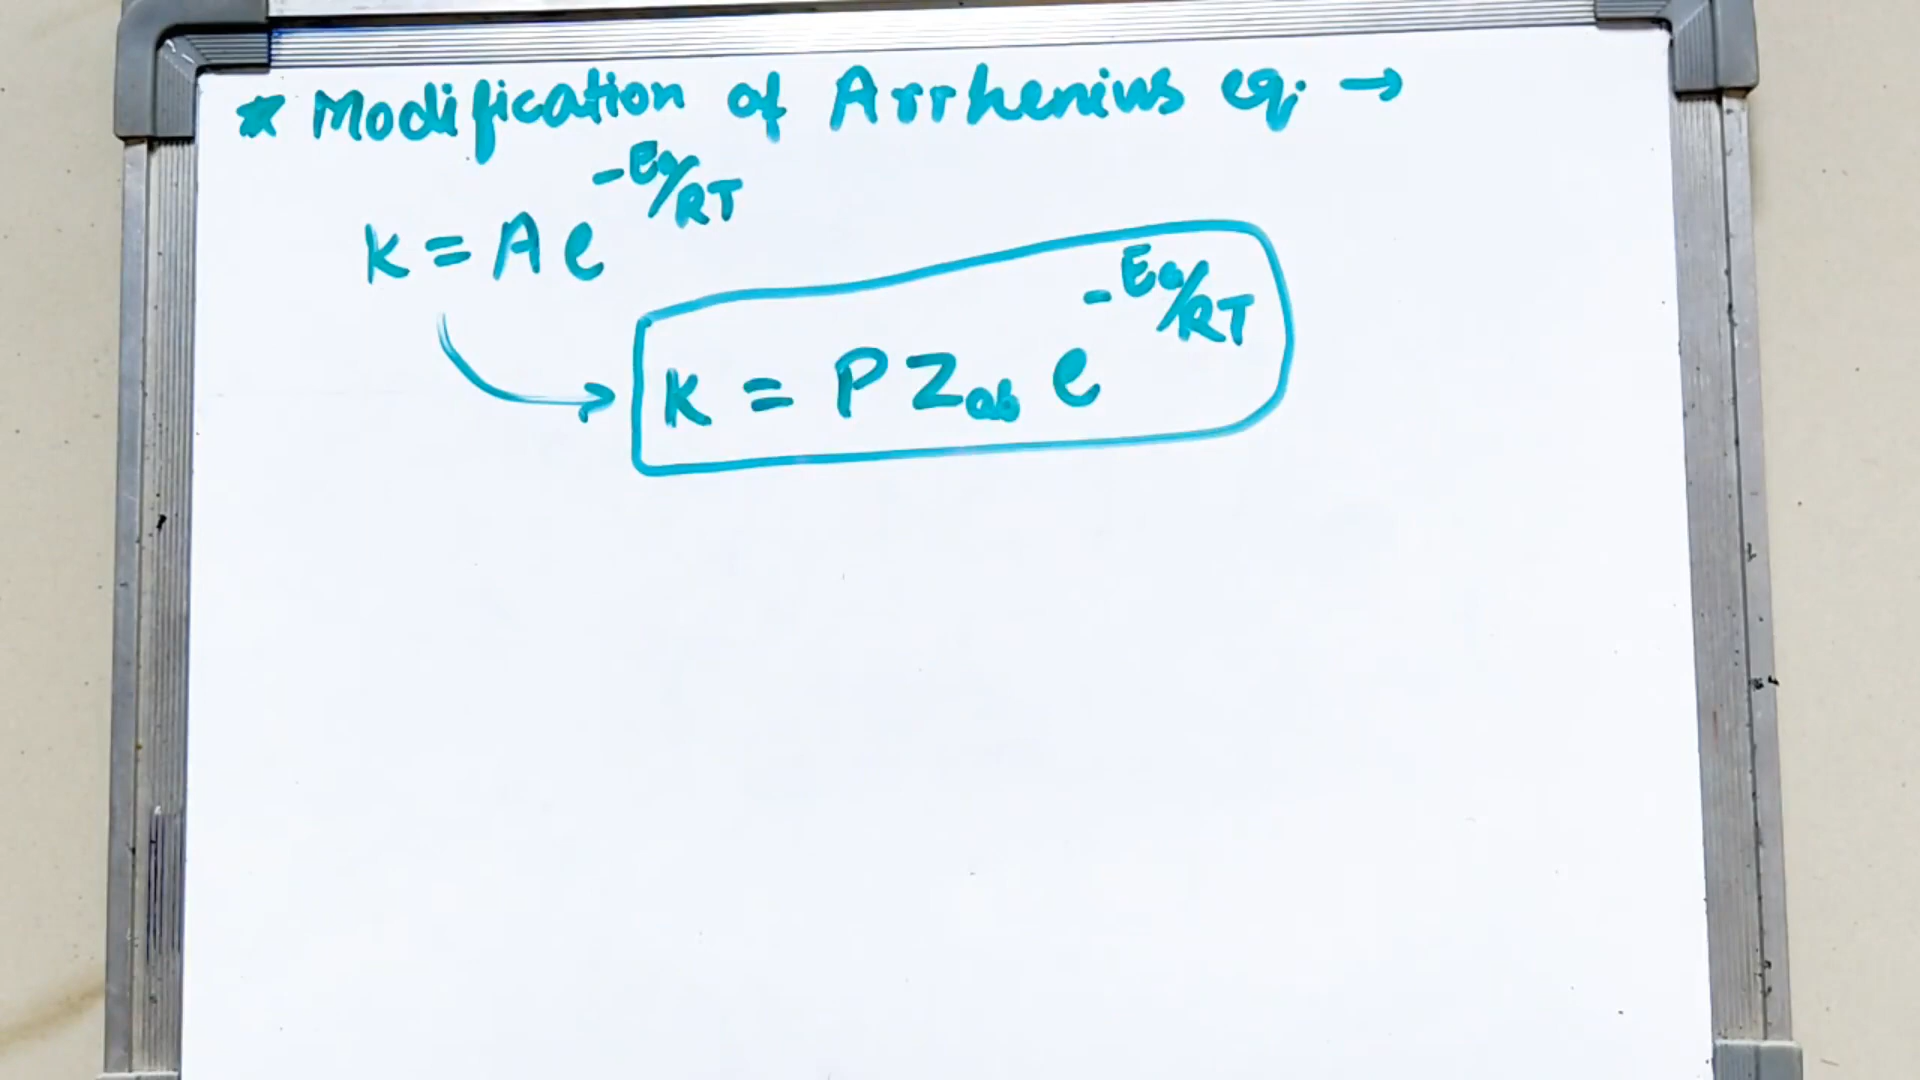 * Modification of Arrhenius eq. →
k = A e^-Ea/RT
k = P Zab e^-Ea/RT